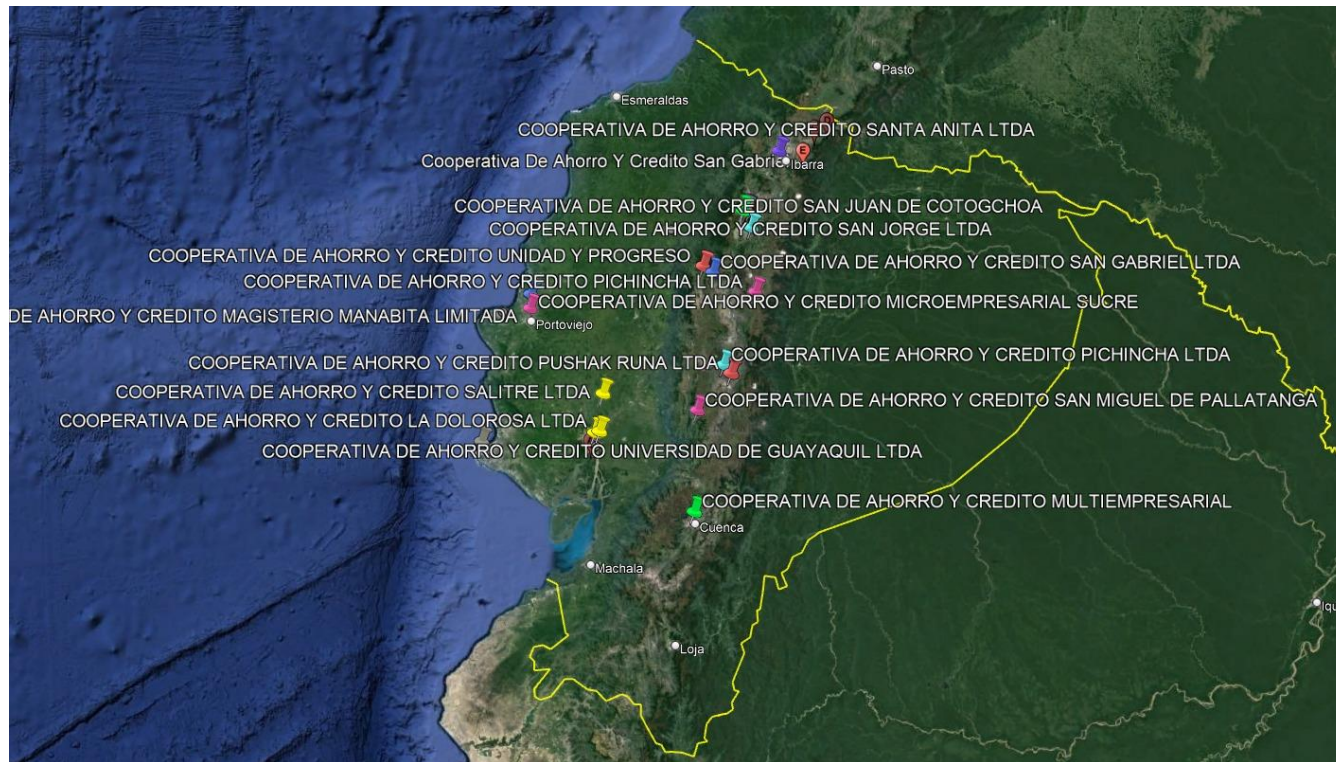 Pasto
Esmeraldas
COOPERATIVA DE AHORRO Y CREDITO SANTA ANITA LTDA
Cooperativa De Ahorro Y Credito San Gabrie
E
Ibarra
COOPERATIVA DE AHORRO Y CREDITO SAN JUAN DE COTOGCHOA
COOPERATIVA DE AHORRO Y CREDITO SAN JORGE LTDA
COOPERATIVA DE AHORRO Y CREDITO UNIDAD Y PROGRESO
COOPERATIVA DE AHORRO Y CREDITO SAN GABRIEL LTDA
COOPERATIVA DE AHORRO Y CREDITO PICHINCHA LTDA
COOPERATIVA DE AHORRO Y CREDITO MICROEMPRESARIAL SUCRE
DE AHORRO Y CREDITO MAGISTERIO MANABITA LIMITADA
Portoviejo
COOPERATIVA DE AHORRO Y CREDITO PICHINCHA LTDA
COOPERATIVA DE AHORRO Y CREDITO PUSHAK RUNA LTDA
COOPERATIVA DE AHORRO Y CREDITO SALITRE LTDA
COOPERATIVA DE AHORRO Y CREDITO SAN MIGUEL DE PALLATANGA
COOPERATIVA DE AHORRO Y CREDITO LA DOLOROSA LTDA
COOPERATIVA DE AHORRO Y CREDITO UNIVERSIDAD DE GUAYAQUIL LTDA
COOPERATIVA DE AHORRO Y CREDITO MULTIEMPRESARIAL
Cuenca
Machala
Iqu
Loja